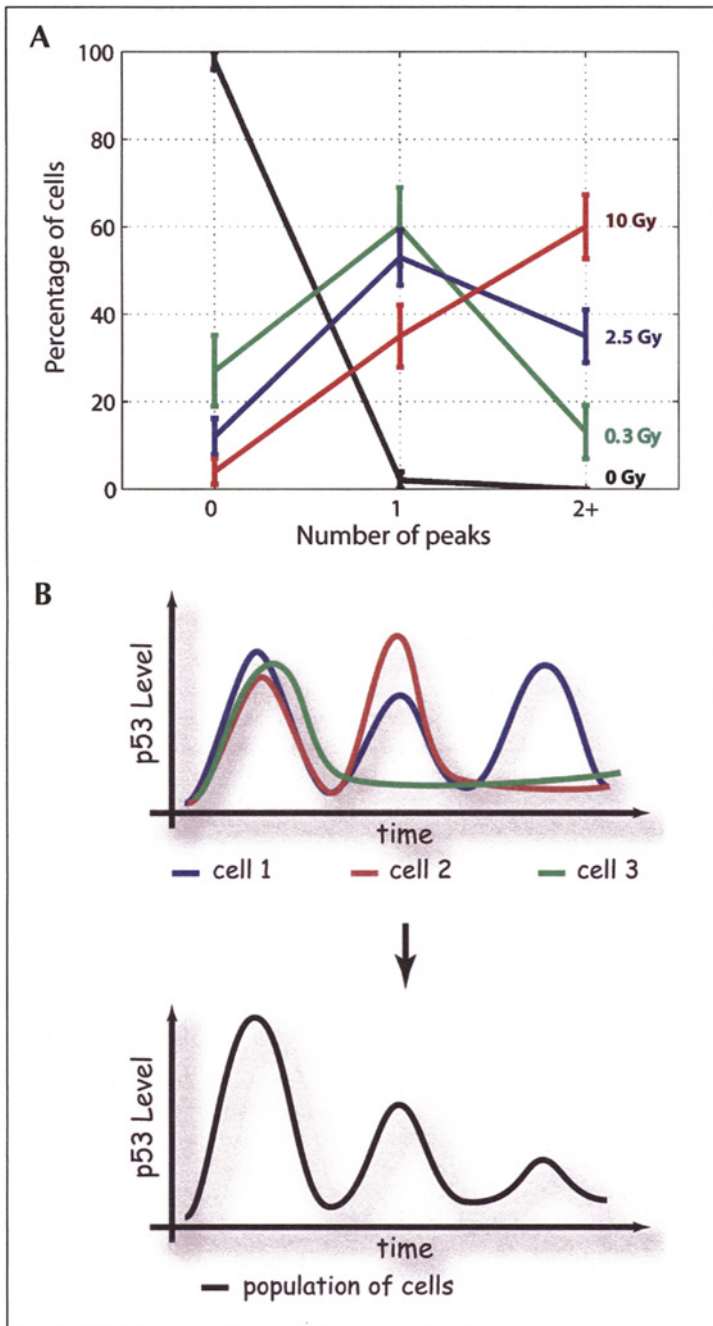 A
100
80
60
40
20
0
Percentage of cells
0
1
2+
Number of peaks
10 Gy
2.5 Gy
0.3 Gy
0 Gy
B
p53 Level
time
cell 1
cell 2
cell 3
p53 Level
time
population of cells